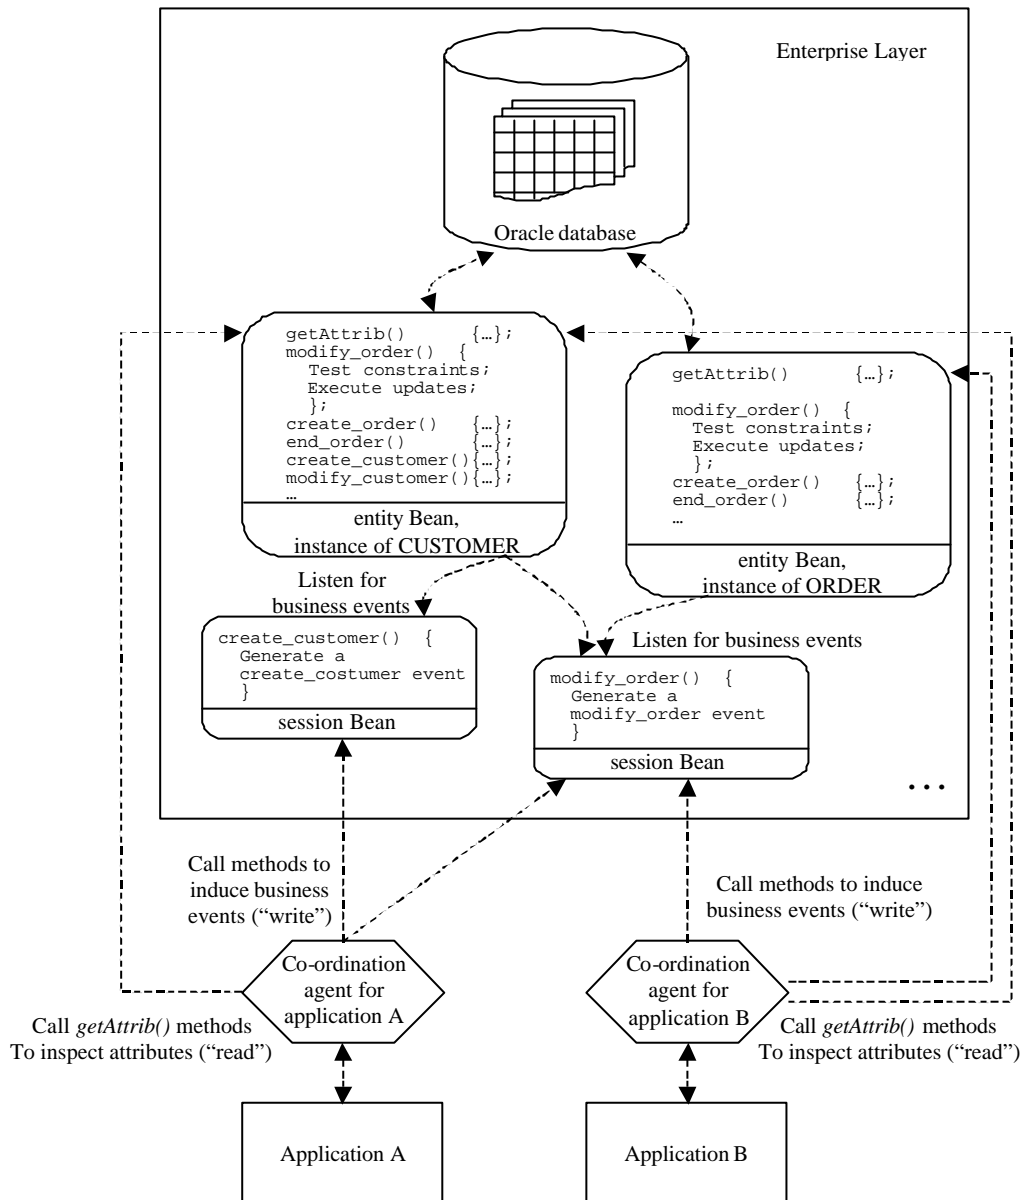 Enterprise Layer
Oracle database
getAttrib() {…};
modify_order() {
Test constraints;
Execute updates;
};
create_order() {…};
end_order() {…};
create_customer(){…};
modify_customer(){…};
…
entity Bean,
instance of CUSTOMER
getAttrib() {…};
modify_order() {
Test constraints;
Execute updates;
};
create_order() {…};
end_order() {…};
…
entity Bean,
instance of ORDER
Listen for
business events
create_customer() {
Generate a
create_costumer event
}
session Bean
Listen for business events
modify_order() {
Generate a
modify_order event
}
session Bean
...
Call methods to
induce business
events (“write”)
Call methods to induce
business events (“write”)
Co-ordination
agent for
application A
Co-ordination
agent for
application B
Call getAttrib() methods
To inspect attributes (“read”)
Call getAttrib() methods
To inspect attributes (“read”)
Application A
Application B